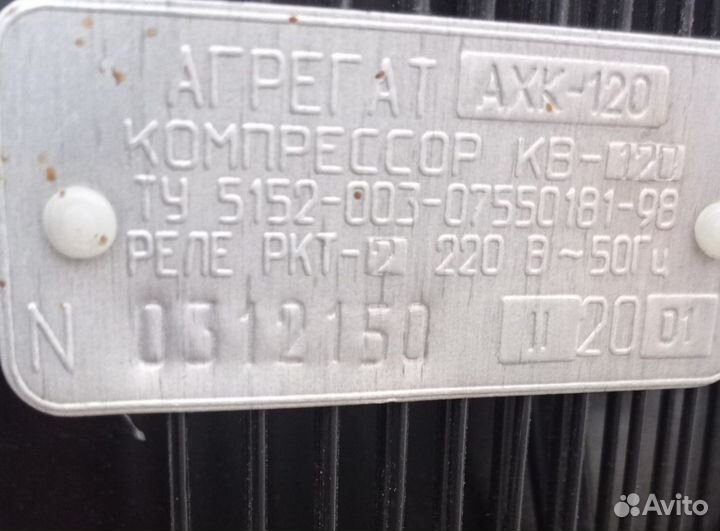 АГРЕГАТ АХК-120
КОМПРЕССОР КВ-120
ТУ 5152-003-07550181-98
РЕЛЕ РКТ-2 220 В ~50Гц
N 0312150 II 20 01
Avito